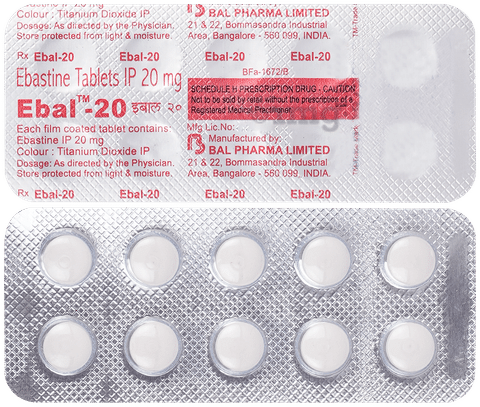 Colour : Titanium Dioxide IP
Dosage: As directed by the Physician.
Store protected from light & moisture.
BAL PHARMA LIMITED
21 & 22, Bommasandra Industrial
Area, Bangalore - 560 099, INDIA.
Rx Ebal-20 Ebal-20 Ebal-20 Ebal-20
Ebastine Tablets IP 20 mg
Ebal™-20 इबाल २०
Each film coated tablet contains:
Ebastine IP 20 mg
Colour : Titanium Dioxide IP
Dosage: As directed by the Physician.
Store protected from light & moisture.
BFa-1672/B
SCHEDULE H PRESCRIPTION DRUG - CAUTION
Not to be sold by retail without the prescription of a
Registered Medical Practitioner.
Mfg Lic.No:
Manufactured by:
BAL PHARMA LIMITED
21 & 22, Bommasandra Industrial
Area, Bangalore - 560 099, INDIA.
Rx Ebal-20 Ebal-20 Ebal-20 Ebal-20